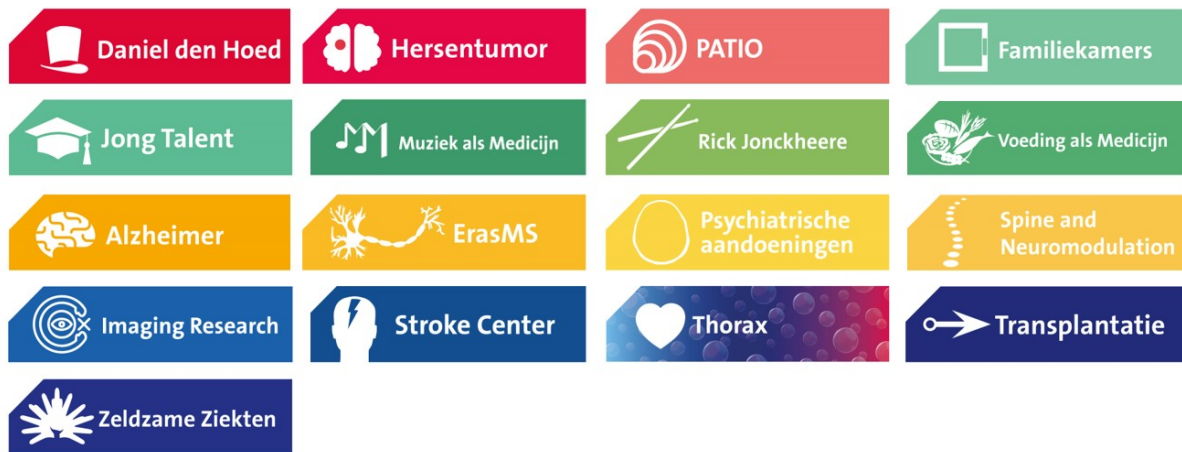 Daniel den Hoed
Hersentumor
PATIO
Familiekamers
Jong Talent
Muziek als Medicijn
Rick Jonckheere
Voeding als Medicijn
Alzheimer
ErasMS
Psychiatrische
aandoeningen
Spine and
Neuromodulation
Imaging Research
Stroke Center
Thorax
Transplantatie
Zeldzame Ziekten